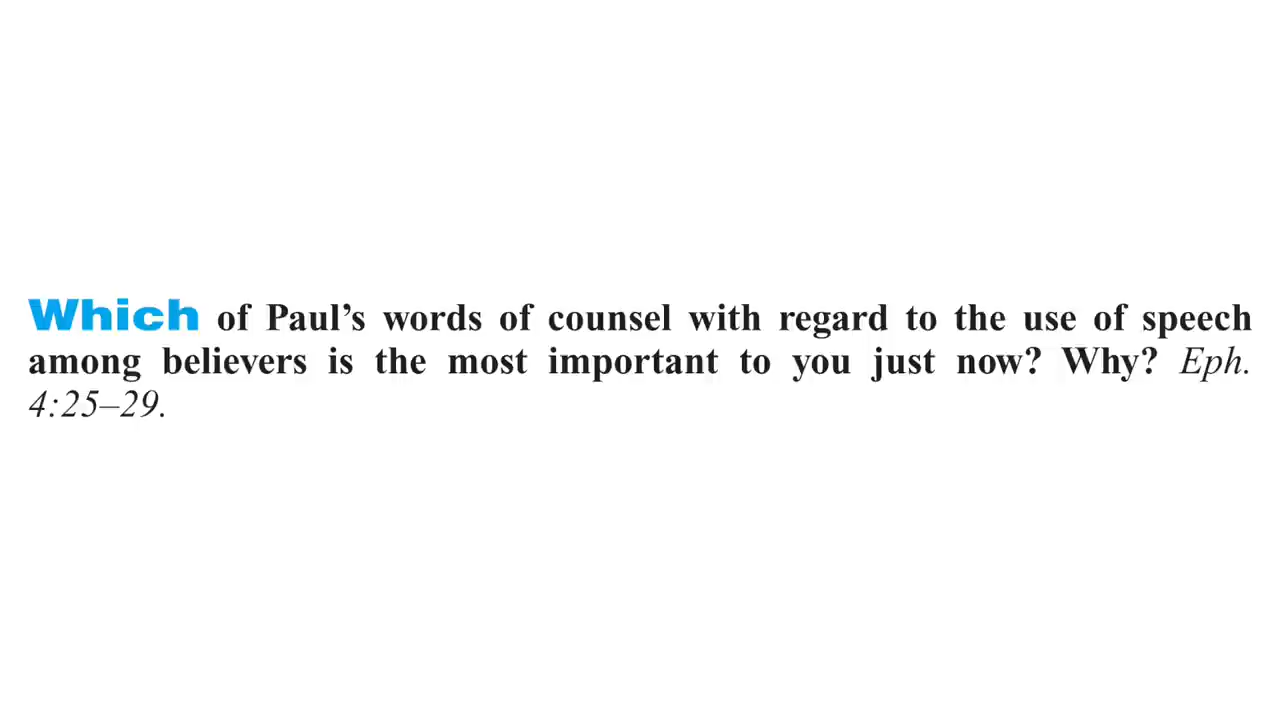 Which of Paul’s words of counsel with regard to the use of speech
among believers is the most important to you just now? Why? Eph.
4:25–29.